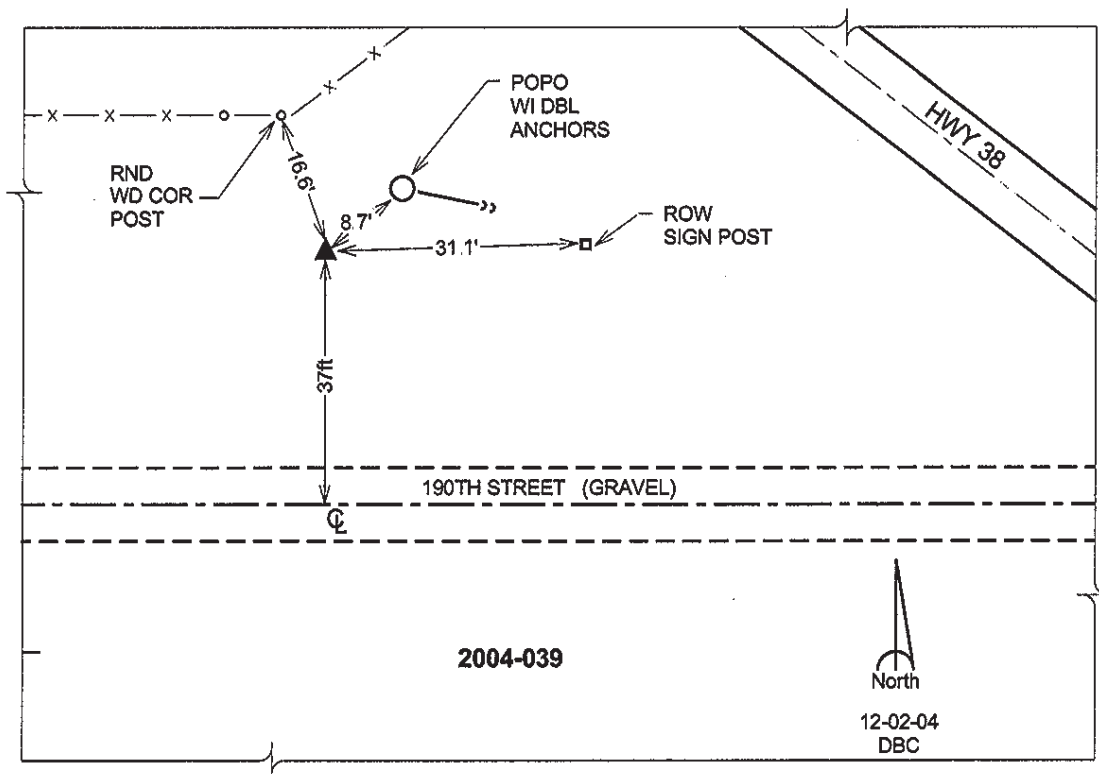 POPO
WI DBL
ANCHORS
HWY 38
RND
WD COR
POST
16.6'
8.7'
31.1'
ROW
SIGN POST
37ft
190TH STREET (GRAVEL)
CL
2004-039
North
12-02-04
DBC